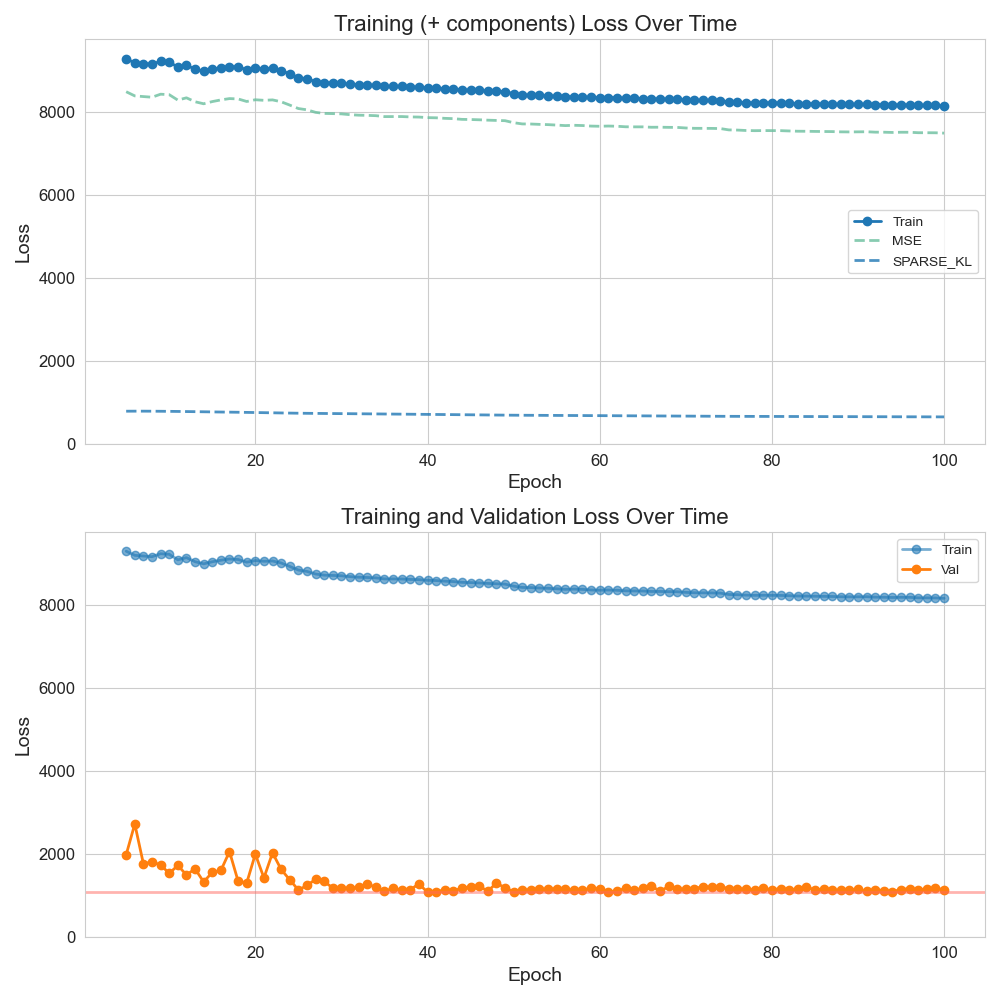 Training (+ components) Loss Over Time
Loss
8000
6000
4000
2000
0
Train
MSE
SPARSE_KL
20 40 60 80 100
Epoch
Training and Validation Loss Over Time
Loss
8000
6000
4000
2000
0
Train
Val
20 40 60 80 100
Epoch